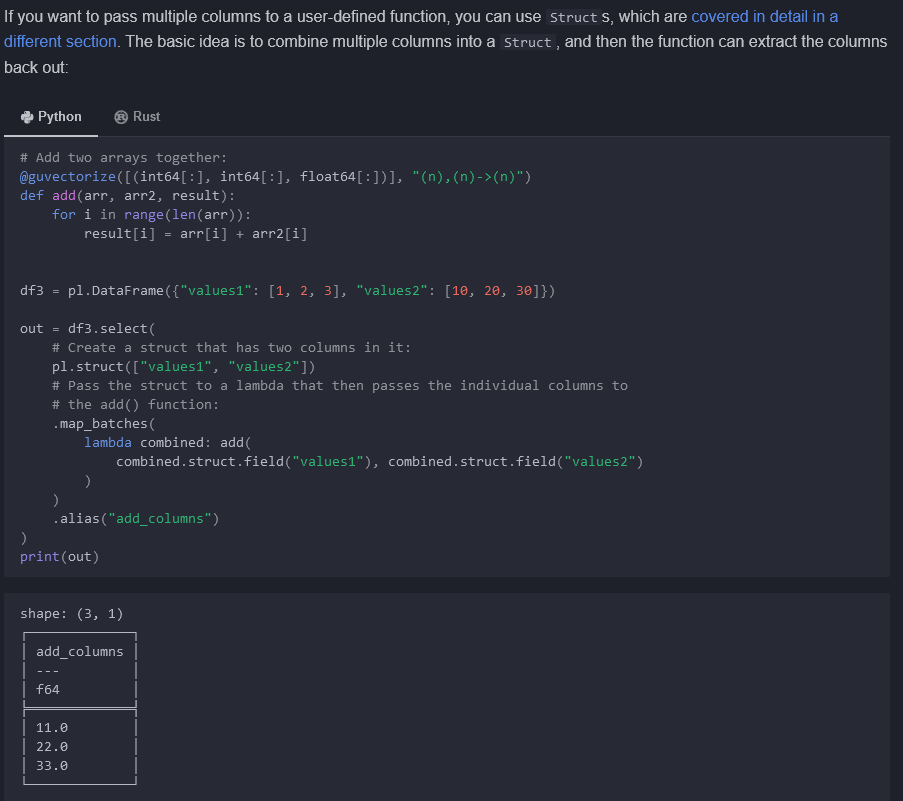 If you want to pass multiple columns to a user-defined function, you can use Struct s, which are covered in detail in a
different section. The basic idea is to combine multiple columns into a Struct, and then the function can extract the columns
back out:
Python Rust
# Add two arrays together:
@guvectorize([(int64[:], int64[:], float64[:])], "(n),(n)->(n)")
def add(arr, arr2, result):
    for i in range(len(arr)):
        result[i] = arr[i] + arr2[i]
df3 = pl.DataFrame({"values1": [1, 2, 3], "values2": [10, 20, 30]})
out = df3.select(
    # Create a struct that has two columns in it:
    pl.struct(["values1", "values2"])
    # Pass the struct to a lambda that then passes the individual columns to
    # the add() function:
    .map_batches(
        lambda combined: add(
            combined.struct.field("values1"), combined.struct.field("values2")
        )
    )
    .alias("add_columns")
)
print(out)
shape: (3, 1)
add_columns
---
f64
11.0
22.0
33.0